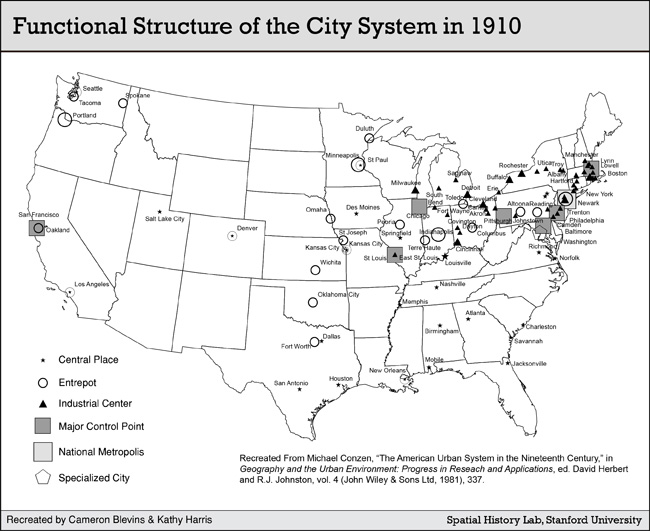 Functional Structure of the City System in 1910
Seattle
Tacoma
Spokane
Portland
Duluth
Minneapolis
St Paul
Milwaukee
Saginaw
Detroit
South
Bend
Chicago
Toledo
Cleveland
Fort Wayne
Akron
Erie
Buffalo
Rochester
Utica
Troy
Albany
Manchester
Lynn
Lowell
Boston
Hartford
New York
Newark
Altoona
Reading
Trenton
Pittsburgh
Johnstown
Philadelphia
Camden
Baltimore
Washington
Richmond
Norfolk
San Francisco
Oakland
Salt Lake City
Denver
Omaha
Des Moines
Peoria
Springfield
Indianapolis
Covington
Dayton
Columbus
St Joseph
Kansas City
Kansas City
Terre Haute
Cincinnati
St Louis
East St. Louis
Louisville
Wichita
Los Angeles
Nashville
Oklahoma City
Memphis
Atlanta
Birmingham
Charleston
Savannah
Dallas
Fort Worth
Mobile
Jacksonville
New Orleans
Houston
San Antonio
Central Place
Entrepot
Industrial Center
Major Control Point
National Metropolis
Specialized City
Recreated From Michael Conzen, “The American Urban System in the Nineteenth Century,” in
Geography and the Urban Environment: Progress in Reseach and Applications, ed. David Herbert
and R.J. Johnston, vol. 4 (John Wiley & Sons Ltd, 1981), 337.
Recreated by Cameron Blevins & Kathy Harris
Spatial History Lab, Stanford University